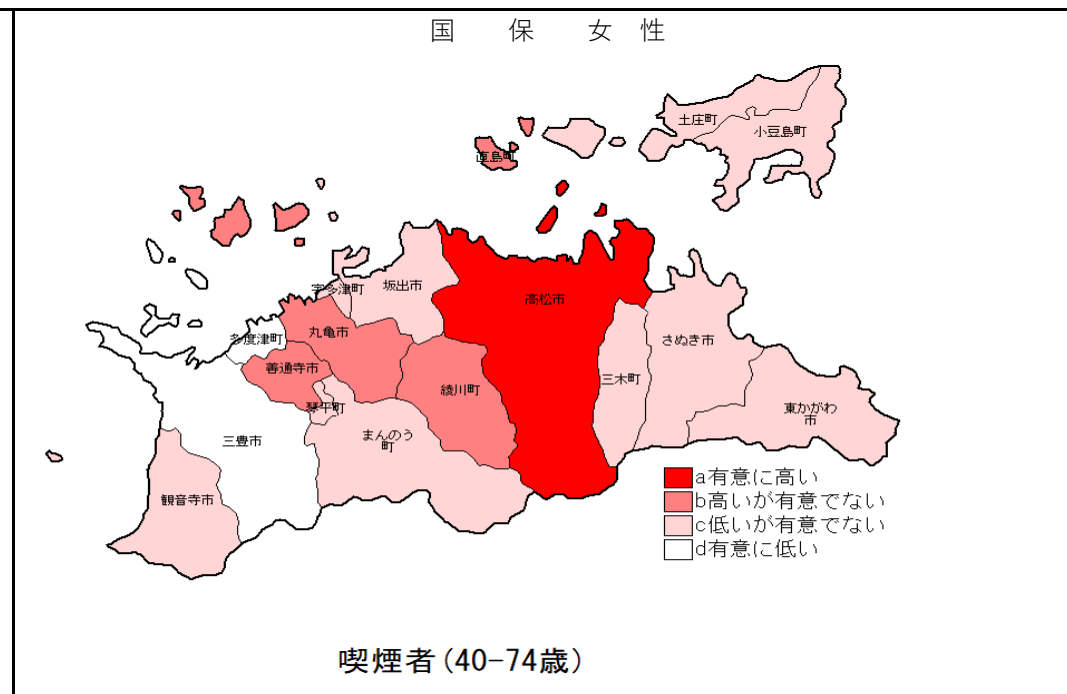 国保女性
土庄町
小豆島町
直島町
宇多津町
坂出市
高松市
多度津町
丸亀市
さぬき市
善通寺市
三木町
綾川町
琴平町
東かがわ
市
まんのう
町
三豊市
観音寺市
a有意に高い
b高いが有意でない
c低いが有意でない
d有意に低い
喫煙者(40-74歳)